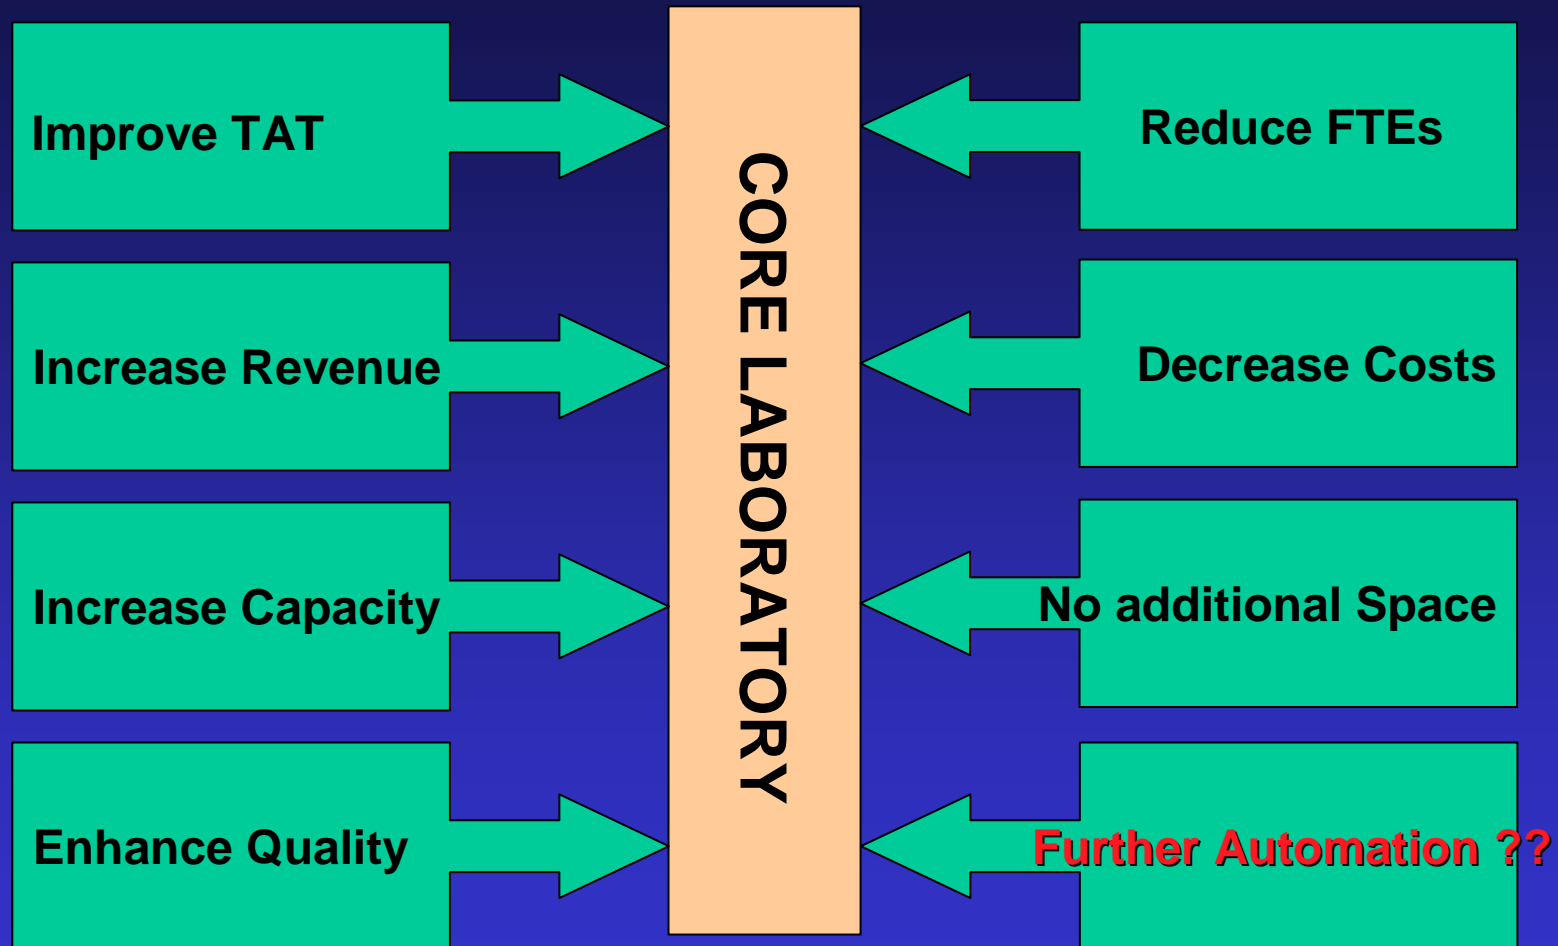 Improve TAT
Increase Revenue
Increase Capacity
Enhance Quality
CORE LABORATORY
Reduce FTEs
Decrease Costs
No additional Space
Further Automation ??